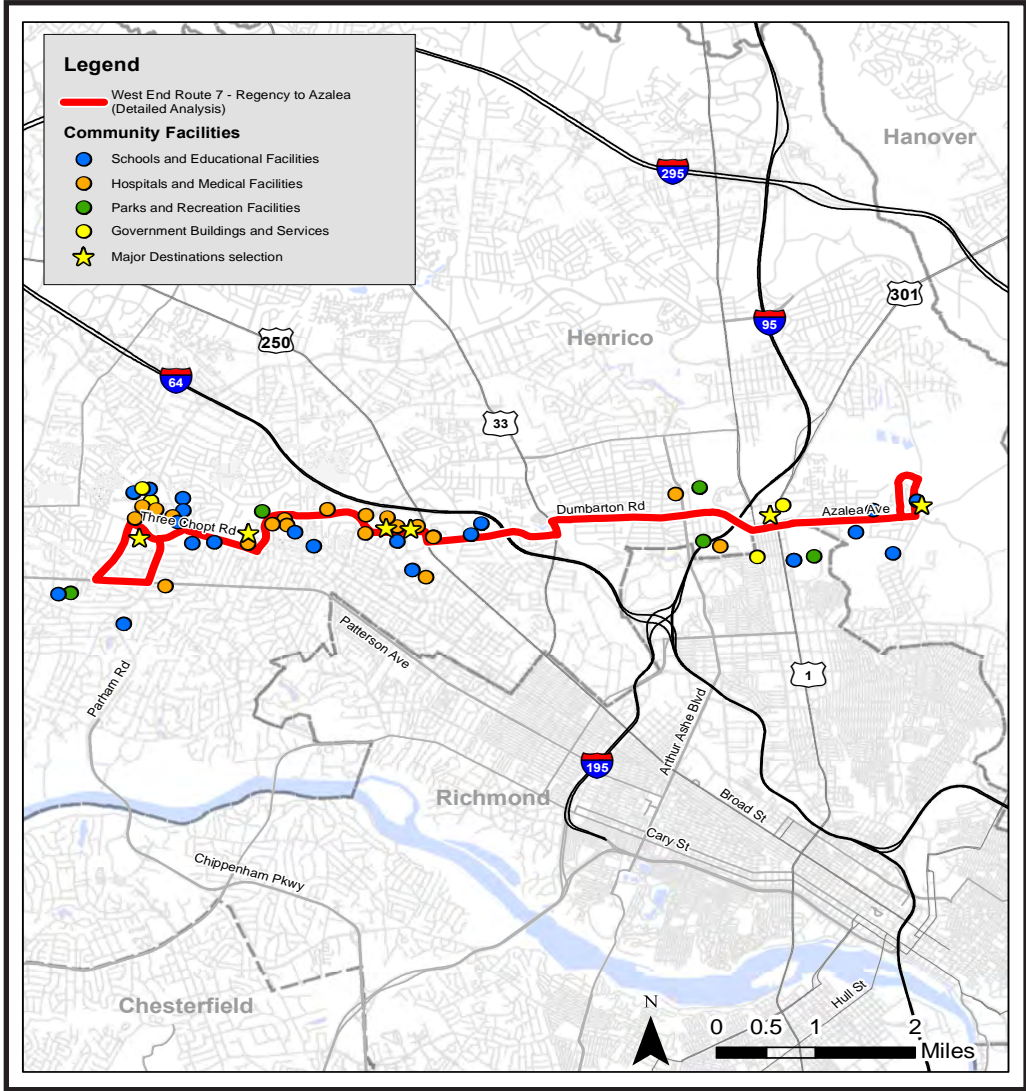 Legend
West End Route 7 - Regency to Azalea
(Detailed Analysis)
Community Facilities
Schools and Educational Facilities
Hospitals and Medical Facilities
Parks and Recreation Facilities
Government Buildings and Services
Major Destinations selection
Hanover
295
301
95
Henrico
250
64
33
Dumbarton Rd
Azalea Ave
Three Chopt Rd
Patterson Ave
Parham Rd
1
Arthur Ashe Blvd
195
Richmond
Broad St
Cary St
Chippenham Pkwy
Hull St
Chesterfield
N
0 0.5 1 2
Miles